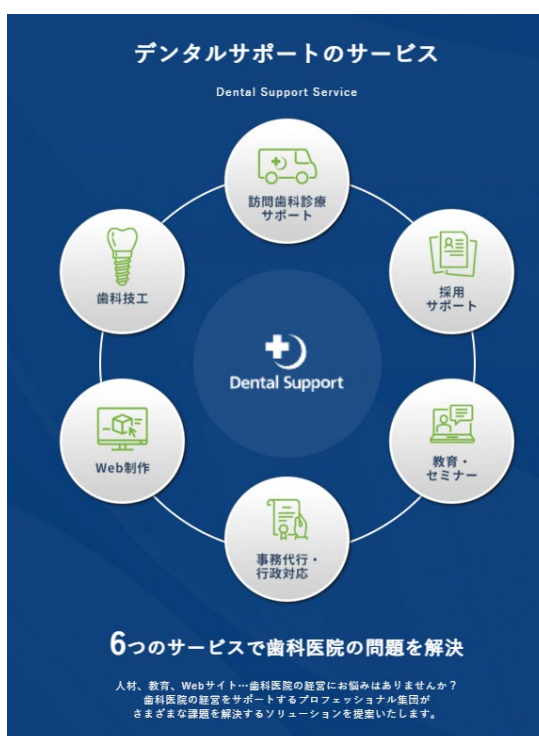 デンタルサポートのサービス
Dental Support Service
訪問歯科診療
サポート
歯科技工
採用
サポート
Dental Support
Web制作
教育・
セミナー
事務代行・
行政対応
6つのサービスで歯科医院の問題を解決
人材、教育、Webサイト…歯科医院の経営にお悩みはありませんか？
歯科医院の経営をサポートするプロフェッショナル集団が
さまざまな課題を解決するソリューションを提案いたします。